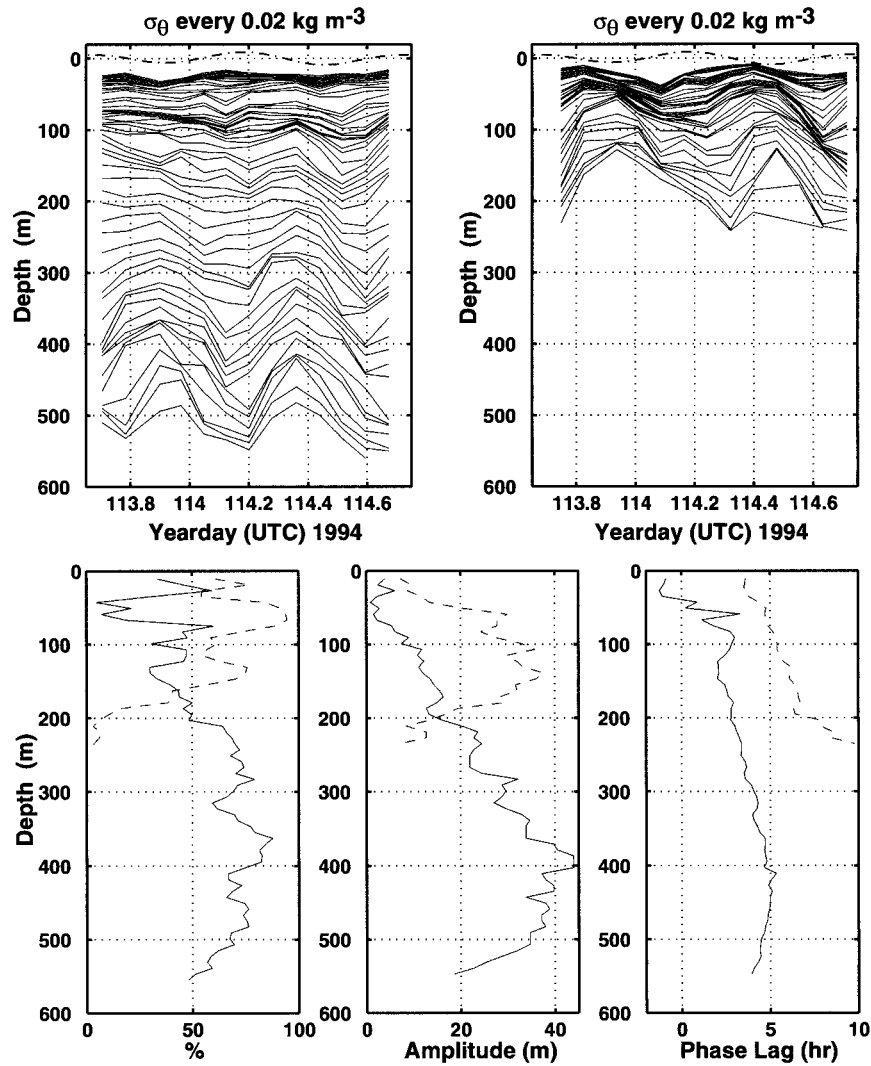 σθ every 0.02 kg m-3
0
100
200
300
400
500
600
Depth (m)
113.8 114 114.2 114.4 114.6
Yearday (UTC) 1994
σθ every 0.02 kg m-3
0
100
200
300
400
500
600
Depth (m)
113.8 114 114.2 114.4 114.6
Yearday (UTC) 1994
0
100
200
300
400
500
600
Depth (m)
0 50 100
%
0
100
200
300
400
500
600
0 20 40
Amplitude (m)
0
100
200
300
400
500
600
0 5 10
Phase Lag (hr)